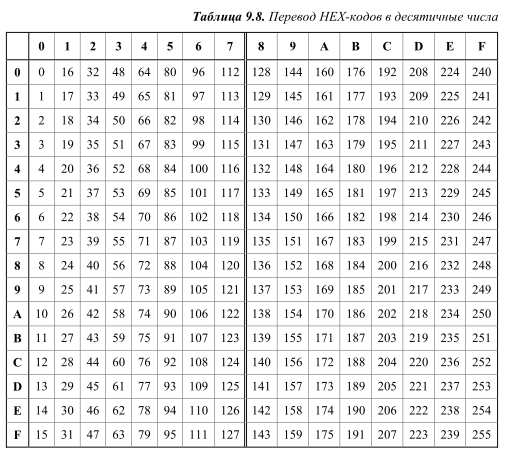 Таблица 9.8. Перевод HEX-кодов в десятичные числа
0 1 2 3 4 5 6 7 8 9 A B C D E F
0 0 16 32 48 64 80 96 112 128 144 160 176 192 208 224 240
1 1 17 33 49 65 81 97 113 129 145 161 177 193 209 225 241
2 2 18 34 50 66 82 98 114 130 146 162 178 194 210 226 242
3 3 19 35 51 67 83 99 115 131 147 163 179 195 211 227 243
4 4 20 36 52 68 84 100 116 132 148 164 180 196 212 228 244
5 5 21 37 53 69 85 101 117 133 149 165 181 197 213 229 245
6 6 22 38 54 70 86 102 118 134 150 166 182 198 214 230 246
7 7 23 39 55 71 87 103 119 135 151 167 183 199 215 231 247
8 8 24 40 56 72 88 104 120 136 152 168 184 200 216 232 248
9 9 25 41 57 73 89 105 121 137 153 169 185 201 217 233 249
A 10 26 42 58 74 90 106 122 138 154 170 186 202 218 234 250
B 11 27 43 59 75 91 107 123 139 155 171 187 203 219 235 251
C 12 28 44 60 76 92 108 124 140 156 172 188 204 220 236 252
D 13 29 45 61 77 93 109 125 141 157 173 189 205 221 237 253
E 14 30 46 62 78 94 110 126 142 158 174 190 206 222 238 254
F 15 31 47 63 79 95 111 127 143 159 175 191 207 223 239 255